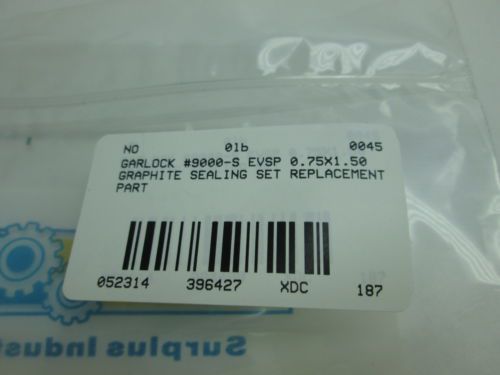 NO 01b 0045
GARLOCK #9000-S EVSP 0.75X1.50
GRAPHITE SEALING SET REPLACEMENT
PART
052314 396427 XDC 187
Surplus Indust